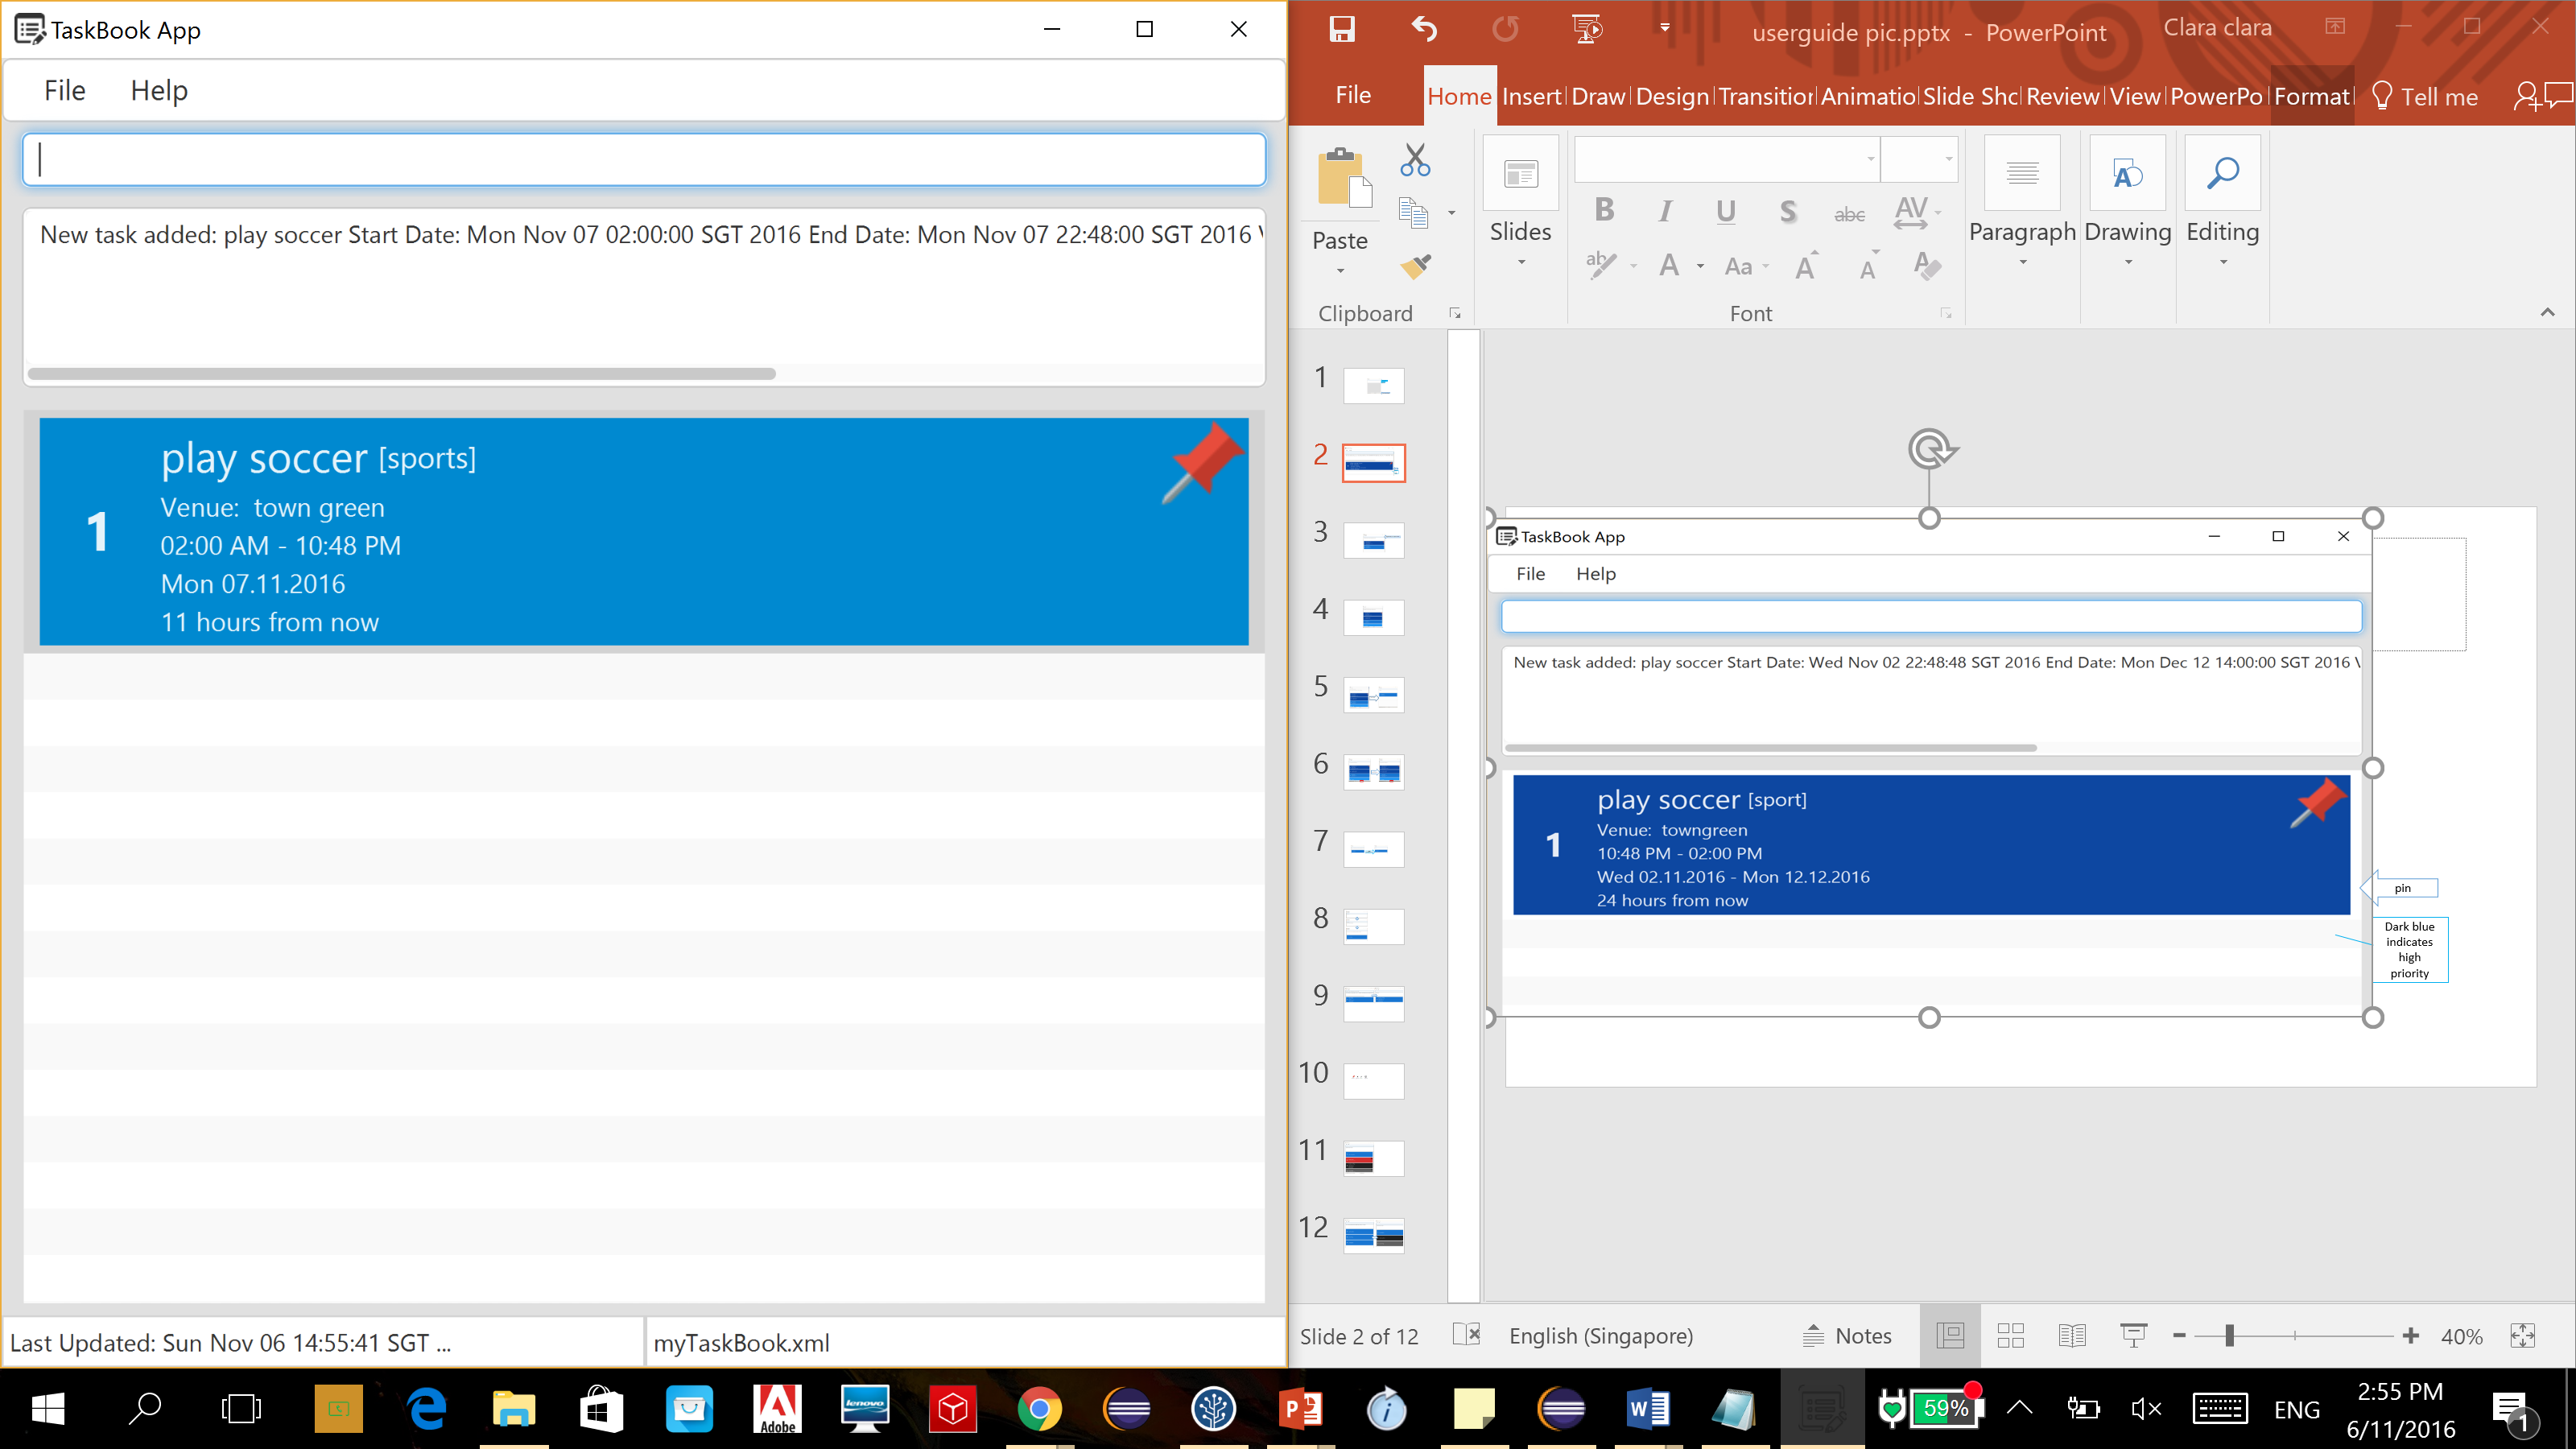 TaskBook App
File Help
New task added: play soccer Start Date: Mon Nov 07 02:00:00 SGT 2016 End Date: Mon Nov 07 22:48:00 SGT 2016
play soccer [sports]
1
Venue: town green
02:00 AM - 10:48 PM
Mon 07.11.2016
11 hours from now
Last Updated: Sun Nov 06 14:55:41 SGT ...
myTaskBook.xml
userguide pic.pptx - PowerPoint
Clara clara
File Home Insert Draw Design Transition Animatio Slide Shc Review View PowerPo Format Tell me
Paste
Clipboard
Slides
B I U S abc AV
ab A Aa A A A
Font
Paragraph
Drawing
A
Editing
1
2
3
4
5
6
7
8
9
10
11
12
TaskBook App
File Help
New task added: play soccer Start Date: Wed Nov 02 22:48:48 SGT 2016 End Date: Mon Dec 12 14:00:00 SGT 2016
play soccer [sport]
1
Venue: towngreen
10:48 PM - 02:00 PM
Wed 02.11.2016 - Mon 12.12.2016
24 hours from now
pin
Dark blue
indicates
high
priority
Slide 2 of 12
English (Singapore)
Notes
40%
Adobe
lenovo
59%
ENG
2:55 PM
6/11/2016
1